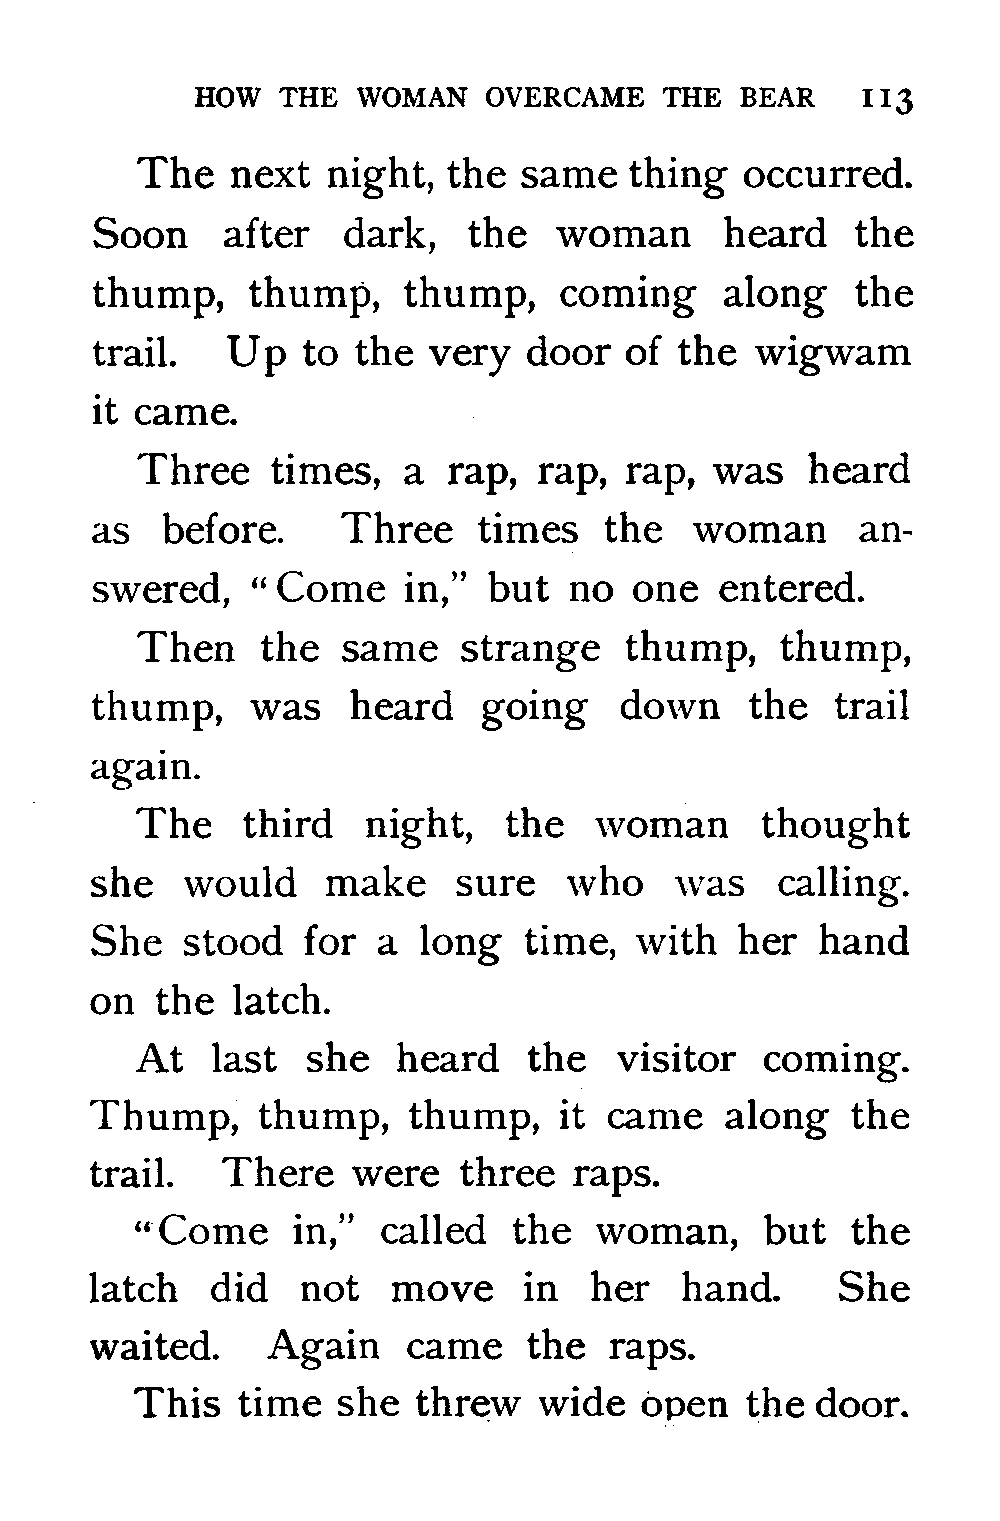 HOW THE WOMAN OVERCAME THE BEAR 113
The next night, the same thing occurred.
Soon after dark, the woman heard the
thump, thump, thump, coming along the
trail. Up to the very door of the wigwam
it came.
Three times, a rap, rap, rap, was heard
as before. Three times the woman an-
swered, "Come in," but no one entered.
Then the same strange thump, thump,
thump, was heard going down the trail
again.
The third night, the woman thought
she would make sure who was calling.
She stood for a long time, with her hand
on the latch.
At last she heard the visitor coming.
Thump, thump, thump, it came along the
trail. There were three raps.
"Come in," called the woman, but the
latch did not move in her hand. She
waited. Again came the raps.
This time she threw wide open the door.